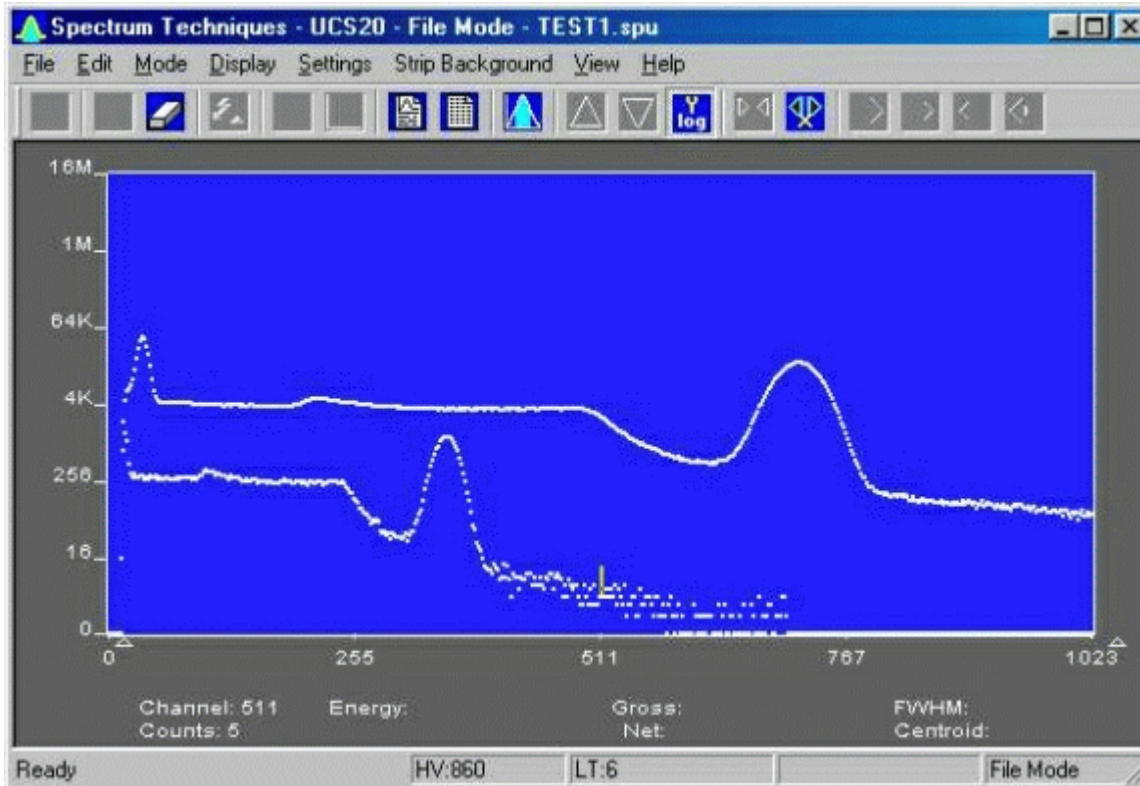 Spectrum Techniques - UCS20 - File Mode - TEST1.spu
File Edit Mode Display Settings Strip Background View Help
Y log
16M
1M
64K
4K
256
16
0
0 255 511 767 1023
Channel: 511 Energy: Gross: FWHM:
Counts: 5 Net: Centroid:
Ready HV:860 LT:6 File Mode